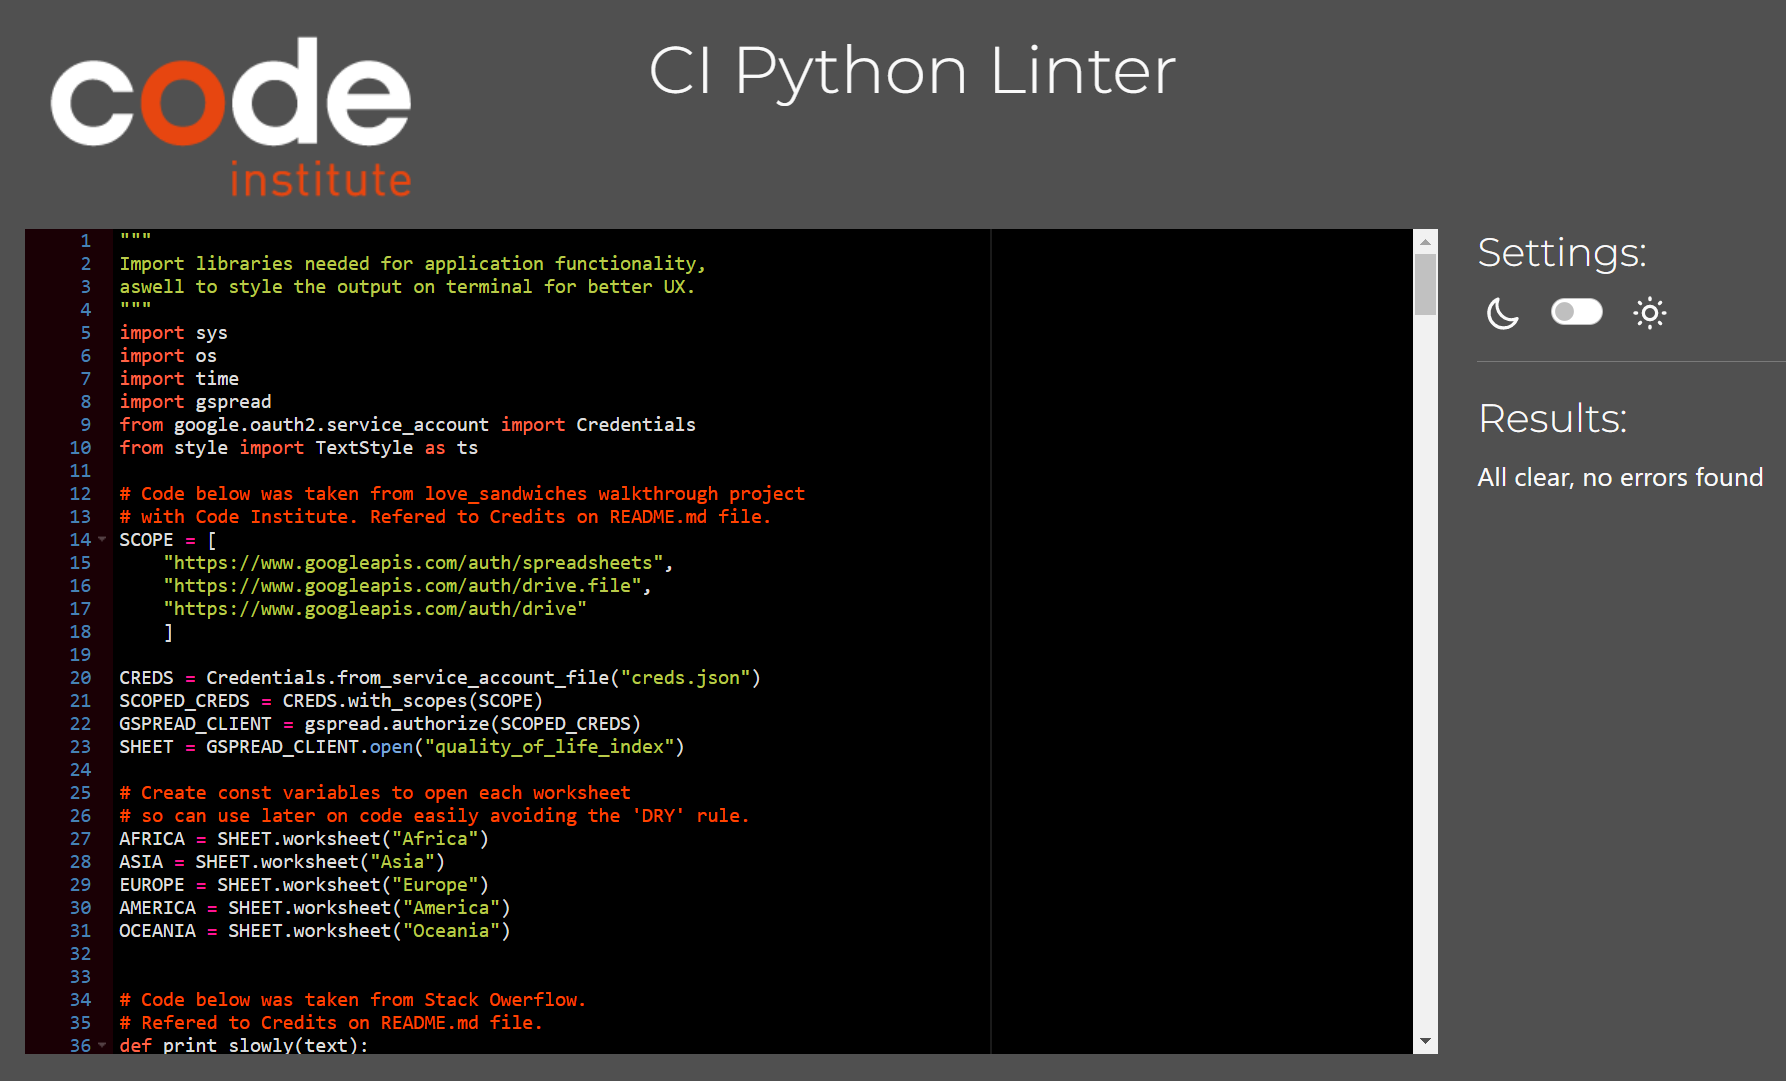 code
institute
CI Python Linter
1 """
2 Import libraries needed for application functionality,
3 aswell to style the output on terminal for better UX.
4 """
5 import sys
6 import os
7 import time
8 import gspread
9 from google.oauth2.service_account import Credentials
10 from style import TextStyle as ts
11
12 # Code below was taken from love_sandwiches walkthrough project
13 # with Code Institute. Refered to Credits on README.md file.
14 SCOPE = [
15     "https://www.googleapis.com/auth/spreadsheets",
16     "https://www.googleapis.com/auth/drive.file",
17     "https://www.googleapis.com/auth/drive"
18     ]
19
20 CREDS = Credentials.from_service_account_file("creds.json")
21 SCOPED_CREDS = CREDS.with_scopes(SCOPE)
22 GSPREAD_CLIENT = gspread.authorize(SCOPED_CREDS)
23 SHEET = GSPREAD_CLIENT.open("quality_of_life_index")
24
25 # Create const variables to open each worksheet
26 # so can use later on code easily avoiding the 'DRY' rule.
27 AFRICA = SHEET.worksheet("Africa")
28 ASIA = SHEET.worksheet("Asia")
29 EUROPE = SHEET.worksheet("Europe")
30 AMERICA = SHEET.worksheet("America")
31 OCEANIA = SHEET.worksheet("Oceania")
32
33
34 # Code below was taken from Stack Owerflow.
35 # Refered to Credits on README.md file.
36 def print_slowly(text):
Settings:
Results:
All clear, no errors found